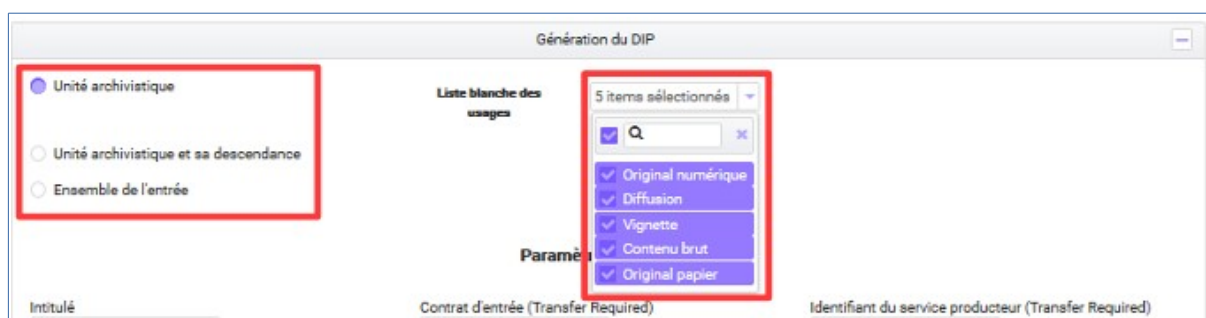 Génération du DIP
Unité archivistique
Unité archivistique et sa descendance
Ensemble de l'entrée
Liste blanche des
usages
5 items sélectionnés
Original numérique
Diffusion
Vignette
Contenu brut
Original papier
Intitulé
Contrat d'entrée (Transfer Required)
Identifiant du service producteur (Transfer Required)